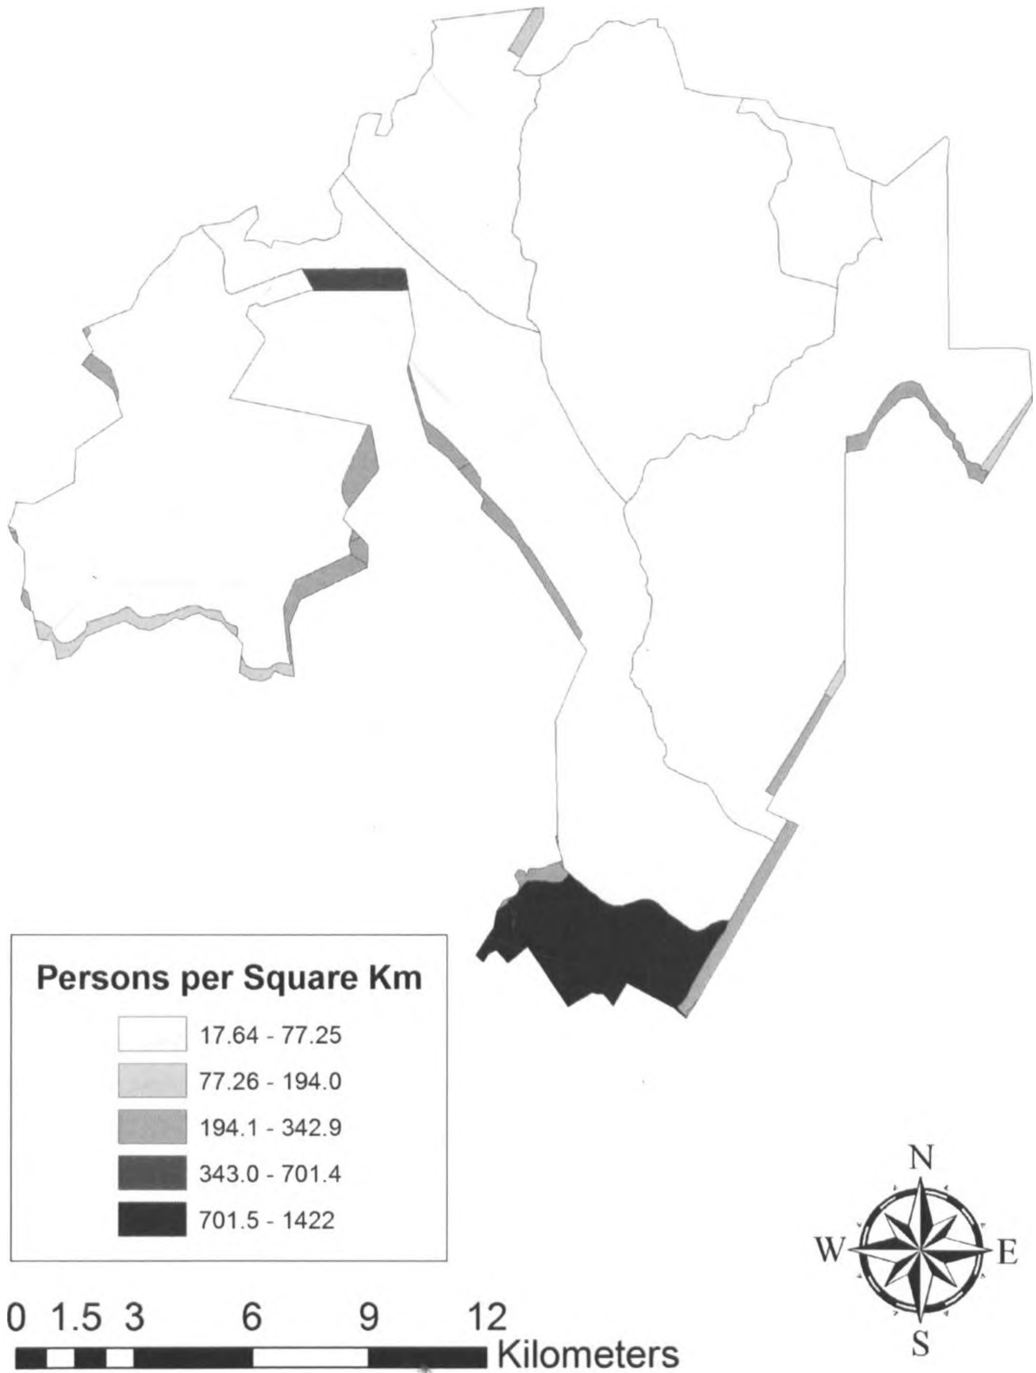 Persons per Square Km
17.64 - 77.25
77.26 - 194.0
194.1 - 342.9
343.0 - 701.4
701.5 - 1422
N
W E
S
0 1.5 3 6 9 12
Kilometers